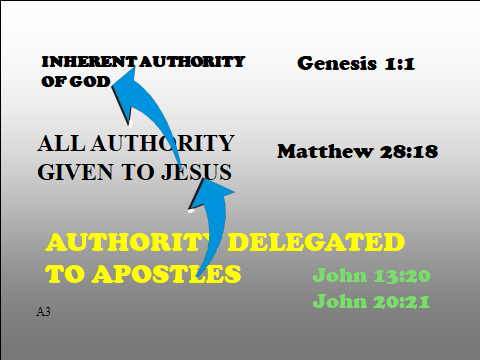 INHERENT AUTHORITY
OF GOD
Genesis 1:1
ALL AUTHORITY
GIVEN TO JESUS
Matthew 28:18
AUTHORITY DELEGATED
TO APOSTLES
John 13:20
John 20:21
A3